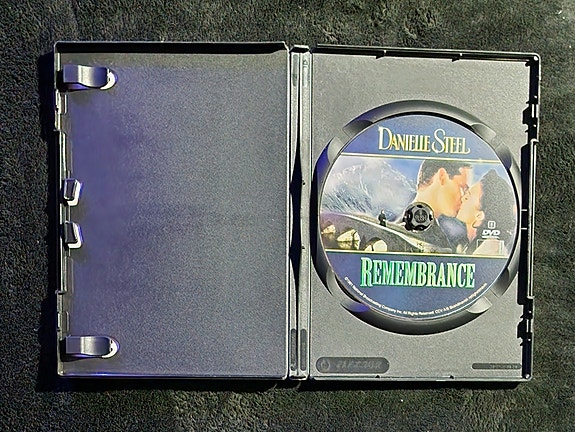 DANIELLE STEEL
DVD
REMEMBRANCE
All Rights Reserved.